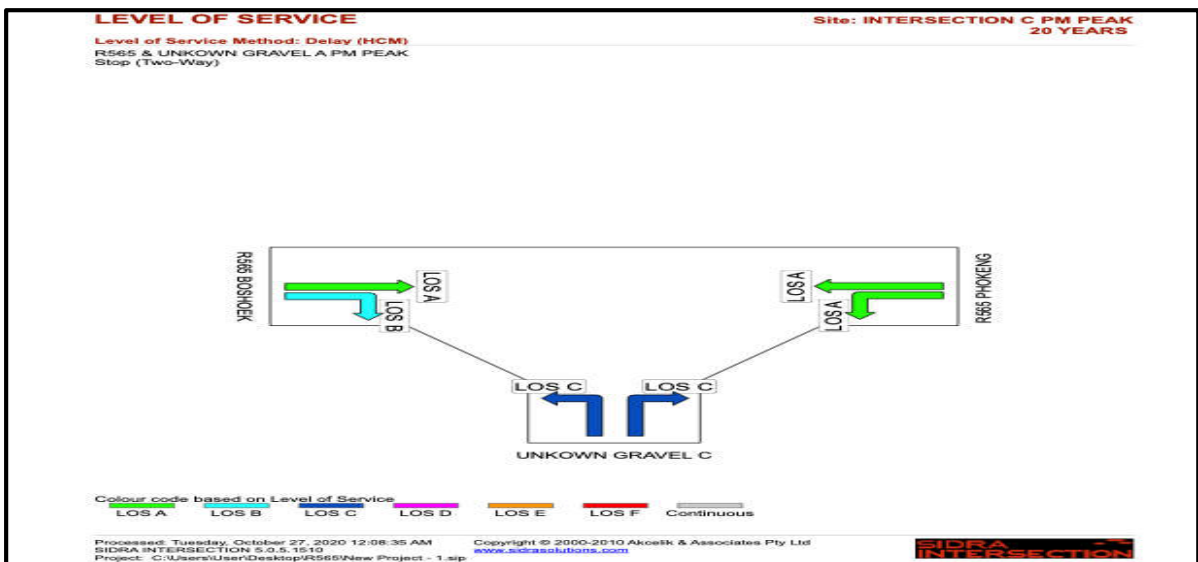 LEVEL OF SERVICE
Site: INTERSECTION C PM PEAK
20 YEARS
Level of Service Method: Delay (HCM)
R565 & UNKOWN GRAVEL A PM PEAK
Stop (Two-Way)
R565 BOSHOEK
LOS A
LOS B
LOS A
LOS A
R565 PHOKENG
LOS C
LOS C
UNKOWN GRAVEL C
Colour code based on Level of Service
LOS A LOS B LOS C LOS D LOS E LOS F Continuous
Processed: Tuesday, October 27, 2020 12:08:35 AM Copyright © 2000-2010 Akcelik & Associates Pty Ltd
SIDRA INTERSECTION 5.0.5.1510 www.sidrasolutions.com
Project: C:\Users\User\Desktop\R565\New Project - 1.sip
SIDRA
INTERSECTION